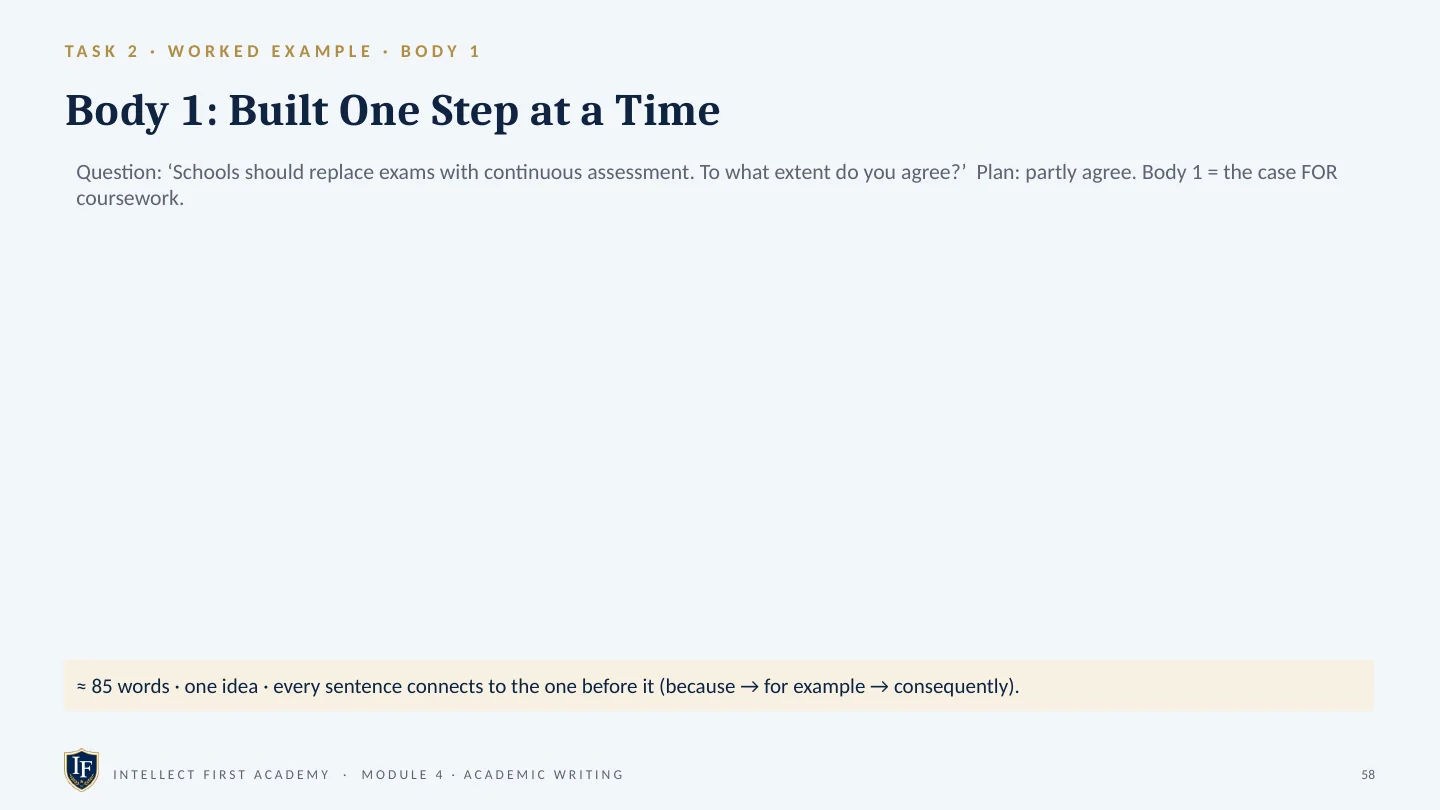 TASK 2 · WORKED EXAMPLE · BODY 1
Body 1: Built One Step at a Time
Question: ‘Schools should replace exams with continuous assessment. To what extent do you agree?’  Plan: partly agree. Body 1 = the case FOR
coursework.
≈ 85 words · one idea · every sentence connects to the one before it (because → for example → consequently).
IF
INTELLECT FIRST ACADEMY · MODULE 4 · ACADEMIC WRITING
58